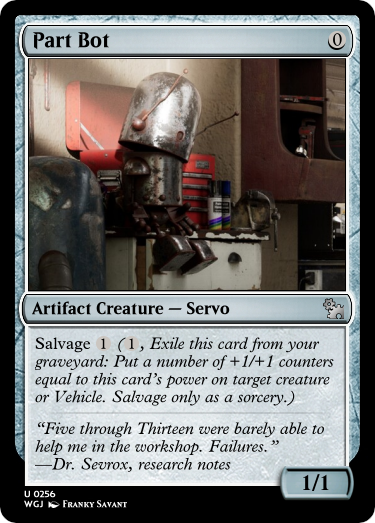 Part Bot 0
Artifact Creature — Servo
Salvage 1 (1, Exile this card from your
graveyard: Put a number of +1/+1 counters
equal to this card's power on target creature
or Vehicle. Salvage only as a sorcery.)
“Five through Thirteen were barely able to
help me in the workshop. Failures.”
—Dr. Sevrox, research notes
1/1
U 0256
WGJ Franky Savant